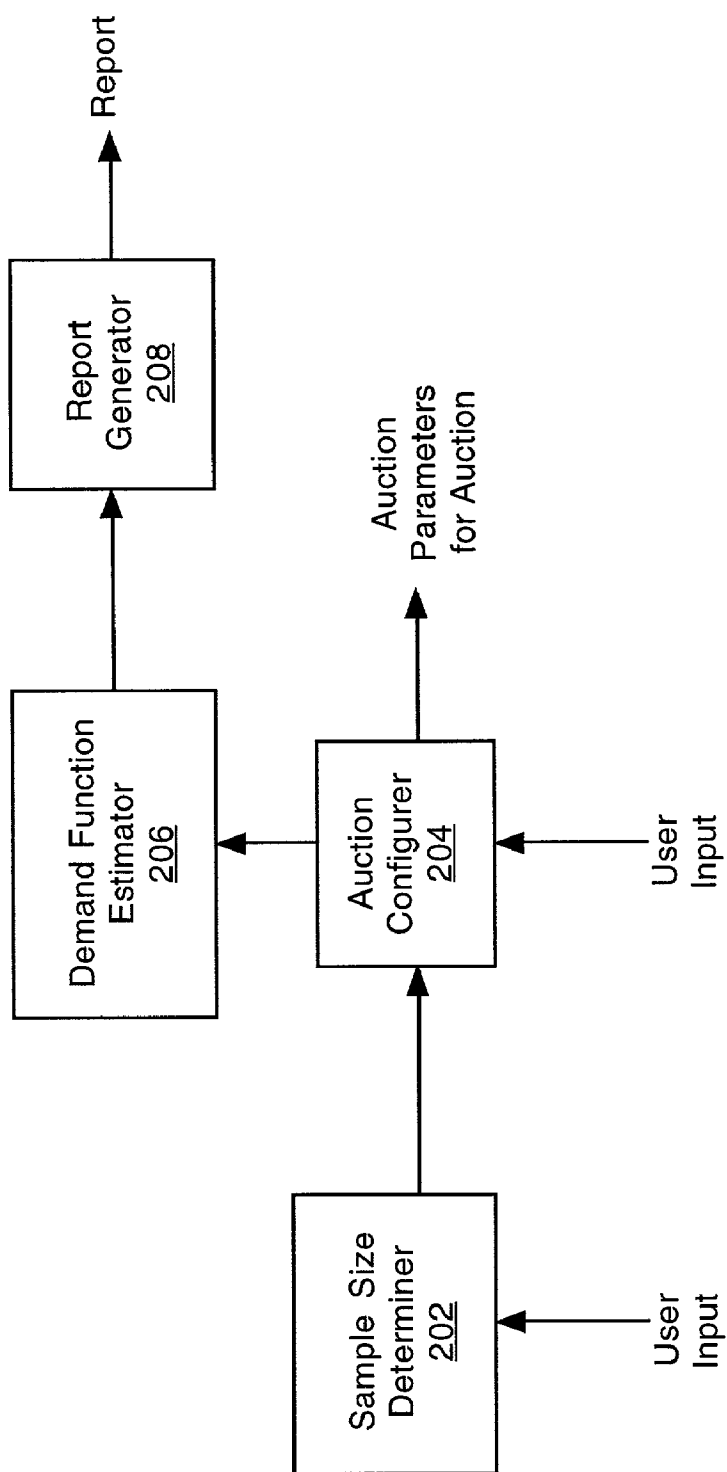 Sample Size
Determiner
202
User
Input
Auction
Configurer
204
User
Input
Auction
Parameters
for Auction
Demand Function
Estimator
206
Report
Generator
208
Report